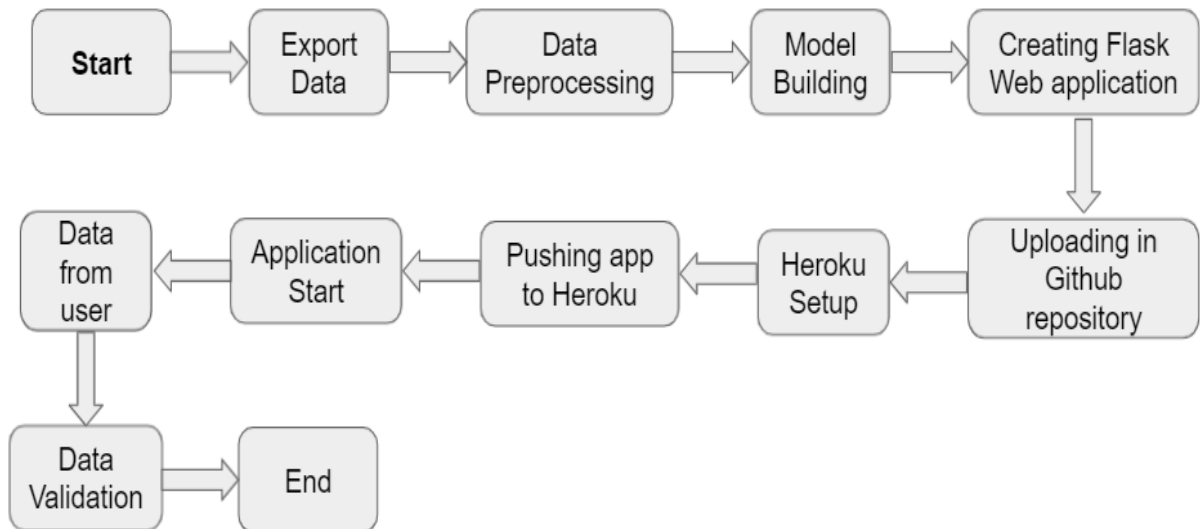 Start
Export
Data
Data
Preprocessing
Model
Building
Creating Flask
Web application
Uploading in
Github
repository
Heroku
Setup
Pushing app
to Heroku
Application
Start
Data
from
user
Data
Validation
End